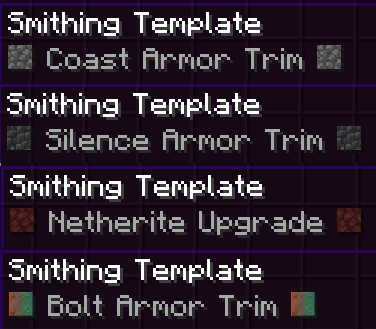 Smithing Template
Coast Armor Trim
Smithing Template
Silence Armor Trim
Smithing Template
Netherite Upgrade
Smithing Template
Bolt Armor Trim